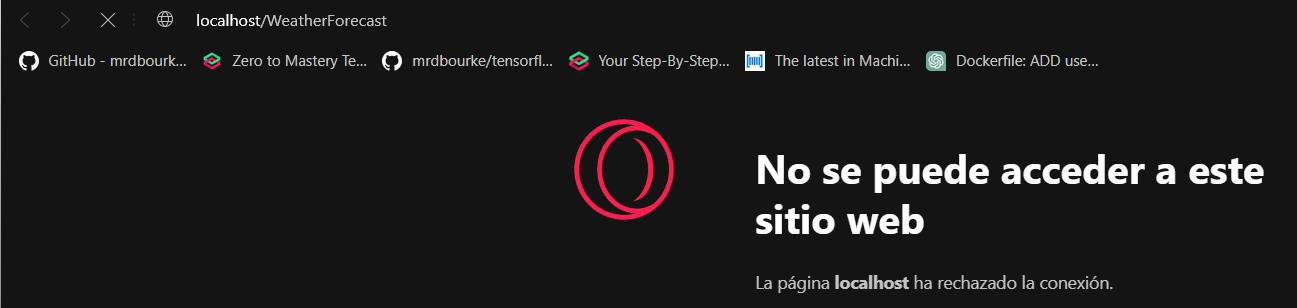 localhost/WeatherForecast
GitHub - mrdbourk... Zero to Mastery Te... mrdbourke/tensorfl... Your Step-By-Step... The latest in Machi... Dockerfile: ADD use...
No se puede acceder a este
sitio web
La página localhost ha rechazado la conexión.